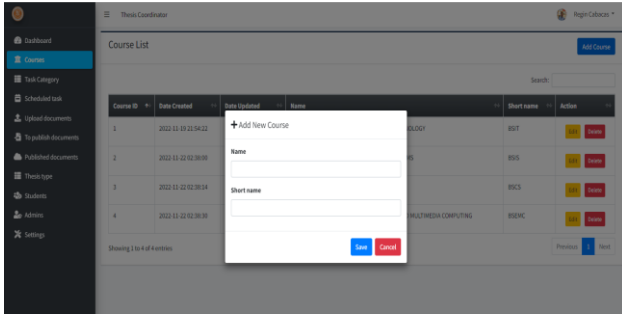 Thesis Coordinator
Regin Cabacas
Dashboard
Courses
Task Category
Scheduled task
Upload documents
To publish documents
Published documents
Thesis type
Students
Admins
Settings
Course List
Add Course
Search:
Course ID Date Created Date Updated Name Short name Action
1 2022-11-19 21:54:22 OLOGY BSIT Edit Delete
2 2022-11-22 02:38:00 MS BSIS Edit Delete
3 2022-11-22 02:38:14 BSCS Edit Delete
4 2022-11-22 02:38:38 MULTIMEDIA COMPUTING BSEMC Edit Delete
Showing 1 to 4 of 4 entries
Previous 1 Next
Add New Course
Name
Short name
Save Cancel